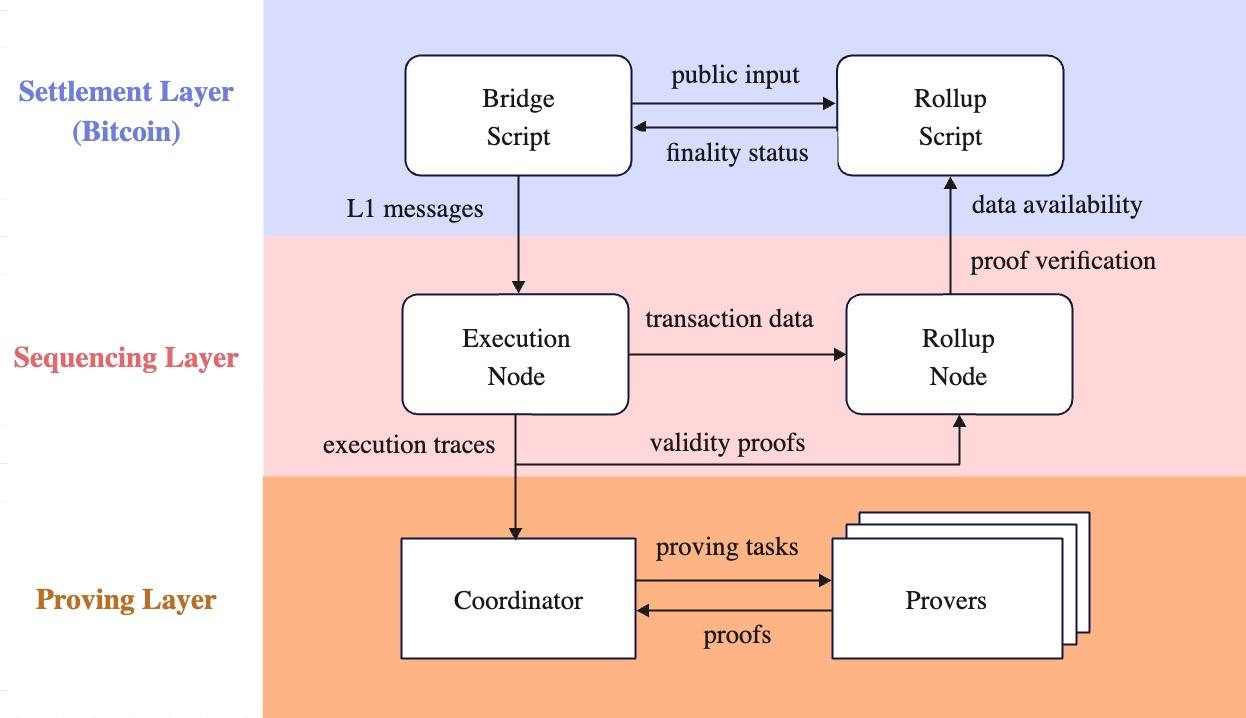 Settlement Layer
(Bitcoin)
Bridge
Script
public input
finality status
Rollup
Script
L1 messages
data availability
proof verification
Sequencing Layer
Execution
Node
transaction data
Rollup
Node
execution traces
validity proofs
Proving Layer
Coordinator
proving tasks
proofs
Provers